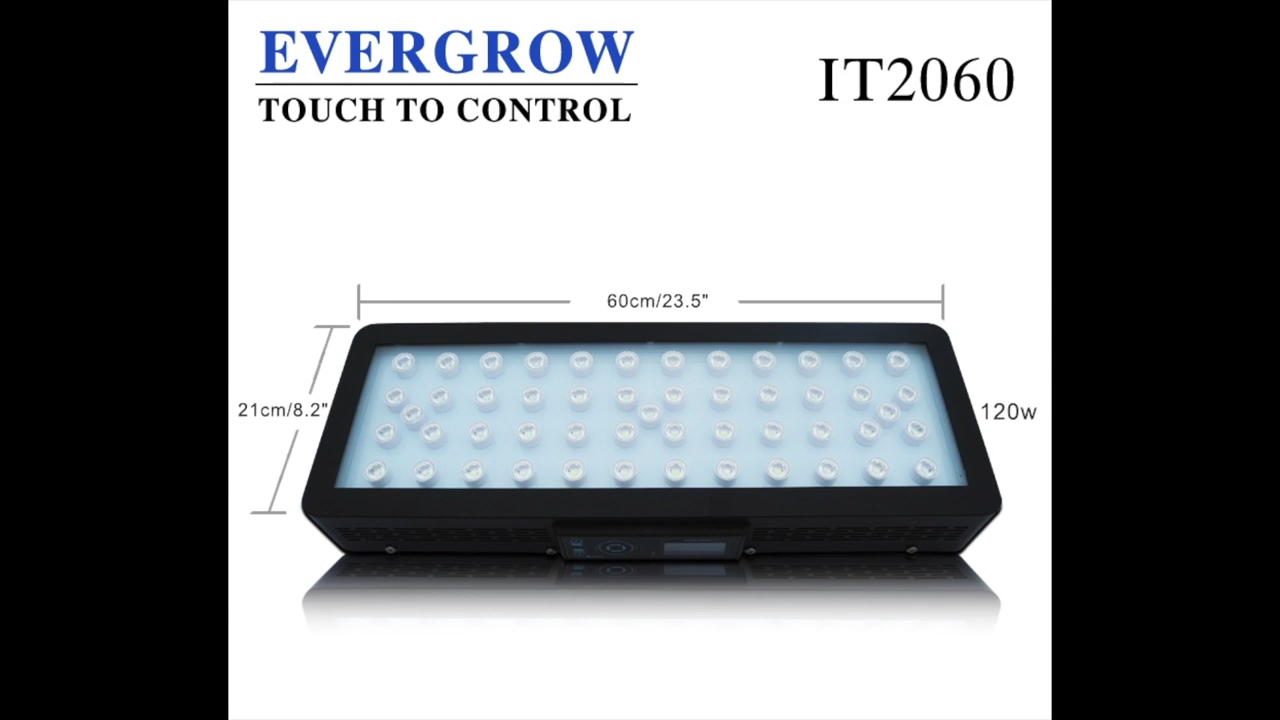 EVERGROW
TOUCH TO CONTROL
IT2060
60cm/23.5"
21cm/8.2"
120w